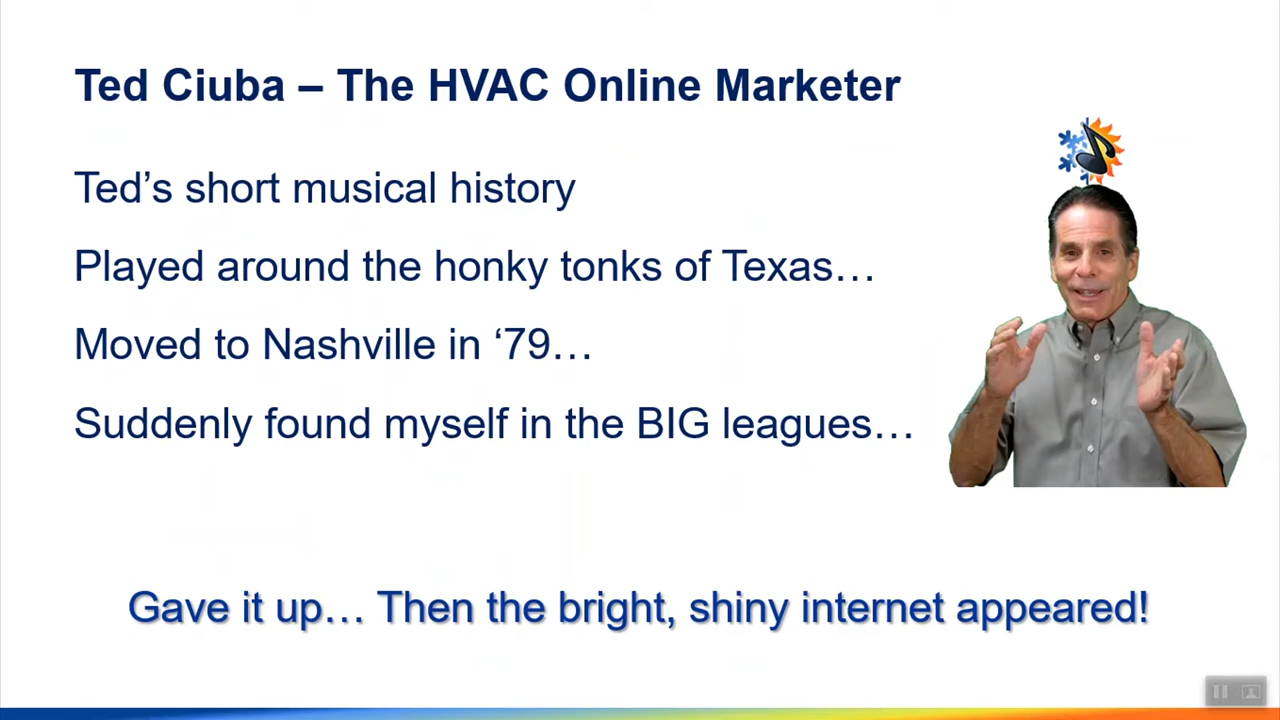 Ted Ciuba – The HVAC Online Marketer
Ted’s short musical history
Played around the honky tonks of Texas…
Moved to Nashville in ‘79…
Suddenly found myself in the BIG leagues…
Gave it up… Then the bright, shiny internet appeared!